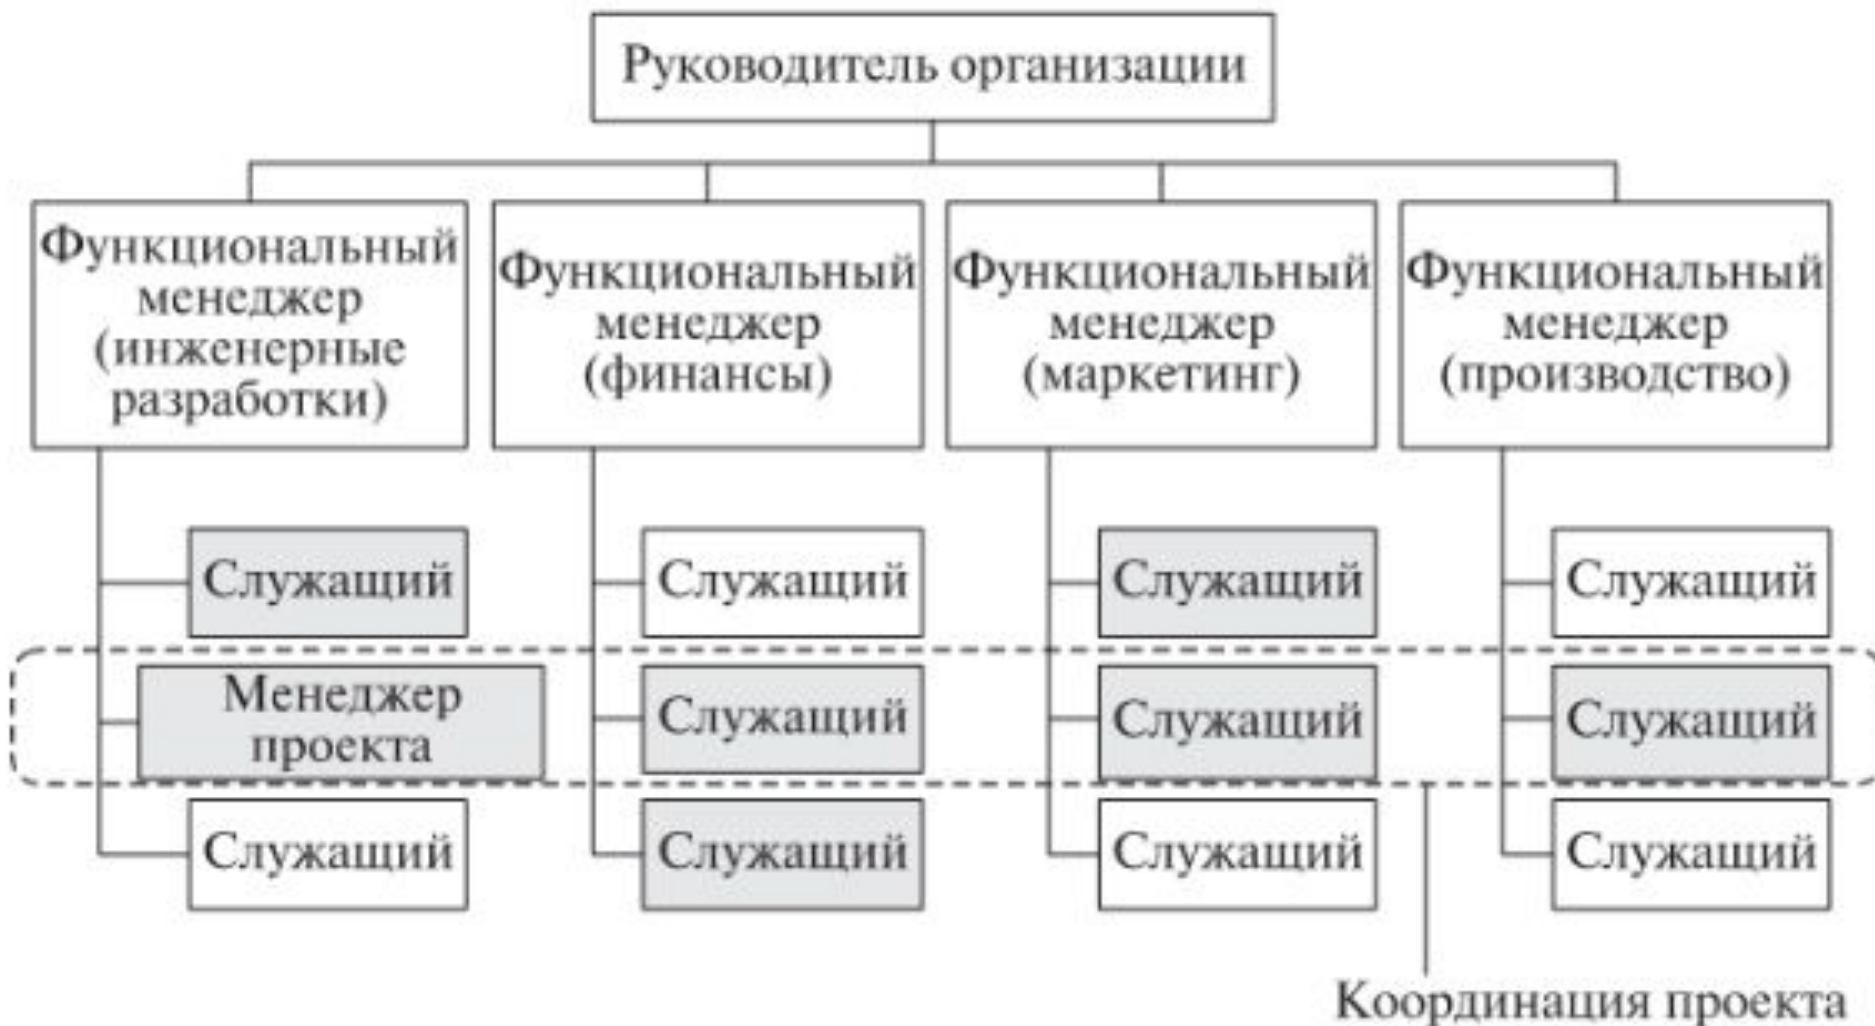 Руководитель организации
Функциональный
менеджер
(инженерные
разработки)
Функциональный
менеджер
(финансы)
Функциональный
менеджер
(маркетинг)
Функциональный
менеджер
(производство)
Служащий
Служащий
Служащий
Служащий
Менеджер
проекта
Служащий
Служащий
Служащий
Служащий
Служащий
Служащий
Служащий
Координация проекта